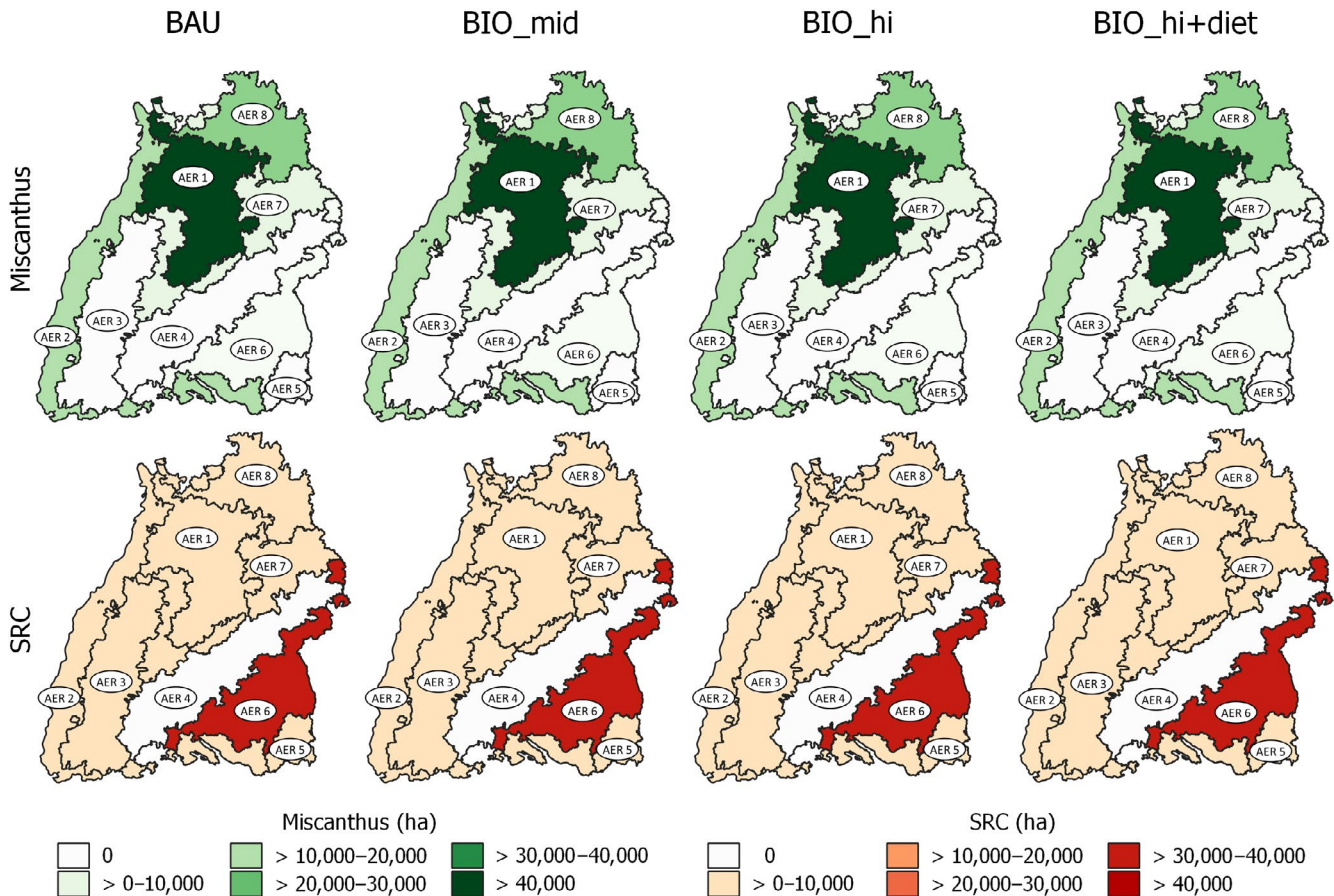 BAU BIO_mid BIO_hi BIO_hi+diet
Miscanthus
AER 8 AER 8 AER 8 AER 8
AER 1 AER 1 AER 1 AER 1
AER 7 AER 7 AER 7 AER 7
AER 3 AER 3 AER 3 AER 3
AER 2 AER 4 AER 2 AER 4 AER 2 AER 4 AER 2 AER 4
AER 6 AER 6 AER 6 AER 6
AER 5 AER 5 AER 5 AER 5
SRC
AER 8 AER 8 AER 8 AER 8
AER 1 AER 1 AER 1 AER 1
AER 7 AER 7 AER 7 AER 7
AER 3 AER 3 AER 3 AER 3
AER 2 AER 4 AER 2 AER 4 AER 2 AER 4 AER 2 AER 4
AER 6 AER 6 AER 6 AER 6
AER 5 AER 5 AER 5 AER 5
Miscanthus (ha) SRC (ha)
0 > 10,000–20,000 > 30,000–40,000 0 > 10,000–20,000 > 30,000–40,000
> 0–10,000 > 20,000–30,000 > 40,000 > 0–10,000 > 20,000–30,000 > 40,000